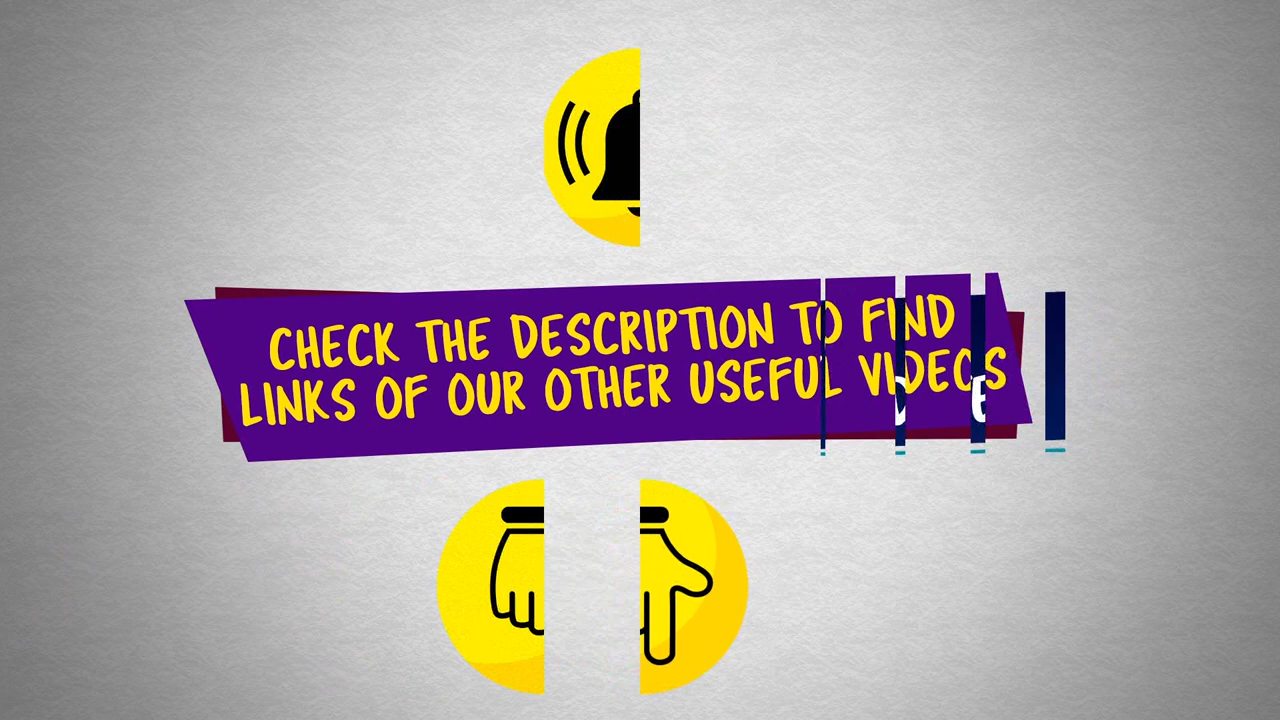 CHECK THE DESCRIPTION TO FIND
LINKS OF OUR OTHER USEFUL VIDEOS